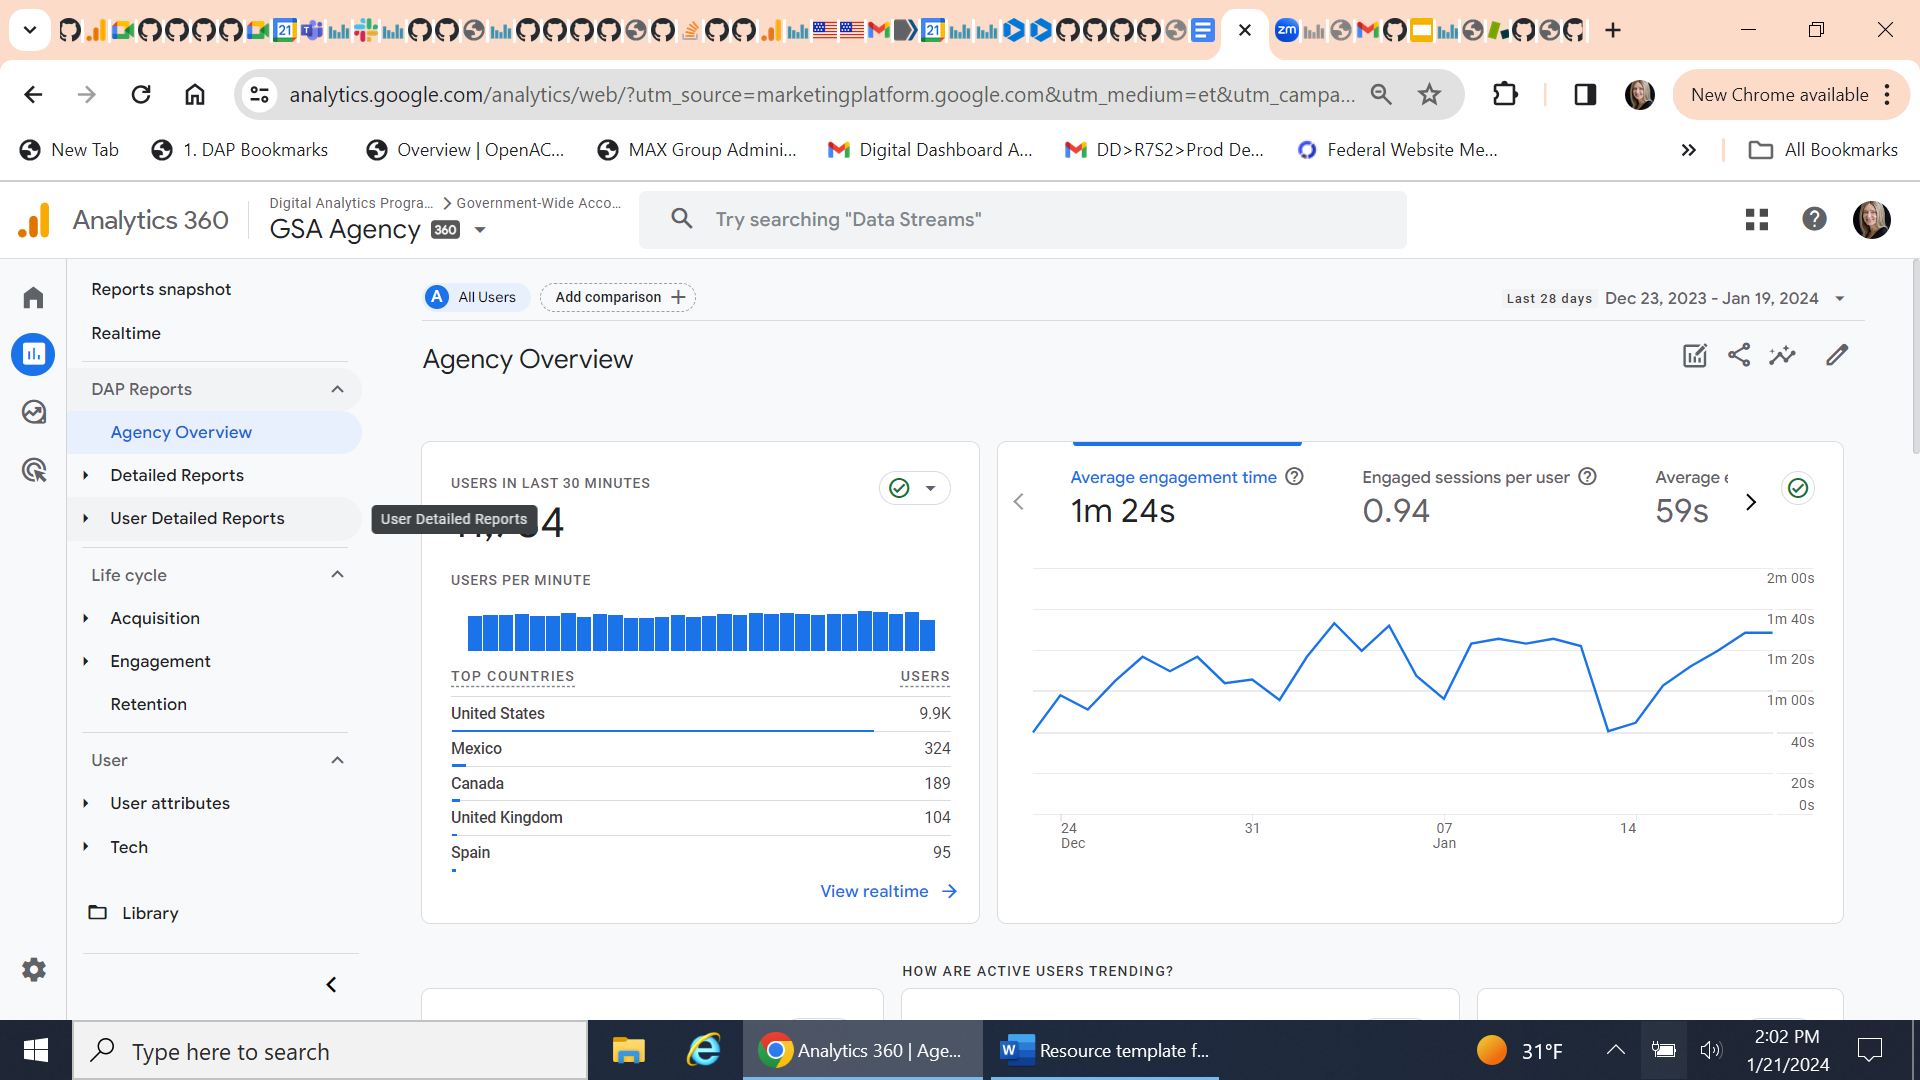 21
21
zm
analytics.google.com/analytics/web/?utm_source=marketingplatform.google.com&utm_medium=et&utm_campa...
New Chrome available
New Tab
1. DAP Bookmarks
Overview | OpenAC...
MAX Group Admini...
Digital Dashboard A...
DD>R7S2>Prod De...
Federal Website Me...
All Bookmarks
Analytics 360
Digital Analytics Progra... > Government-Wide Acco...
GSA Agency 360
Try searching "Data Streams"
Reports snapshot
Realtime
DAP Reports
Agency Overview
Detailed Reports
User Detailed Reports
Life cycle
Acquisition
Engagement
Retention
User
User attributes
Tech
Library
A All Users
Add comparison +
Last 28 days Dec 23, 2023 - Jan 19, 2024
Agency Overview
USERS IN LAST 30 MINUTES
User Detailed Reports
4
USERS PER MINUTE
TOP COUNTRIES USERS
United States 9.9K
Mexico 324
Canada 189
United Kingdom 104
Spain 95
View realtime
Average engagement time
1m 24s
Engaged sessions per user
0.94
Average
59s
2m 00s
1m 40s
1m 20s
1m 00s
40s
20s
0s
24 31 07 14
Dec Jan
HOW ARE ACTIVE USERS TRENDING?
Type here to search
Analytics 360 | Age...
W Resource template f...
31°F
2:02 PM
1/21/2024